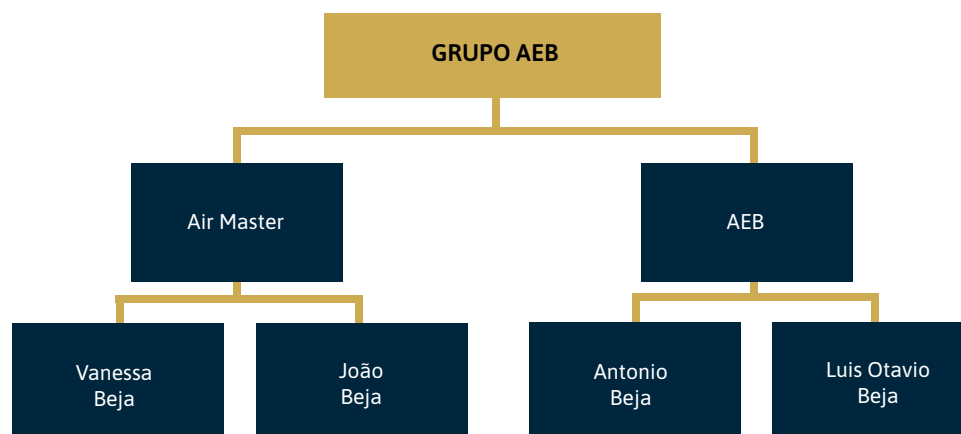 GRUPO AEB
Air Master
AEB
Vanessa
Beja
João
Beja
Antonio
Beja
Luis Otavio
Beja